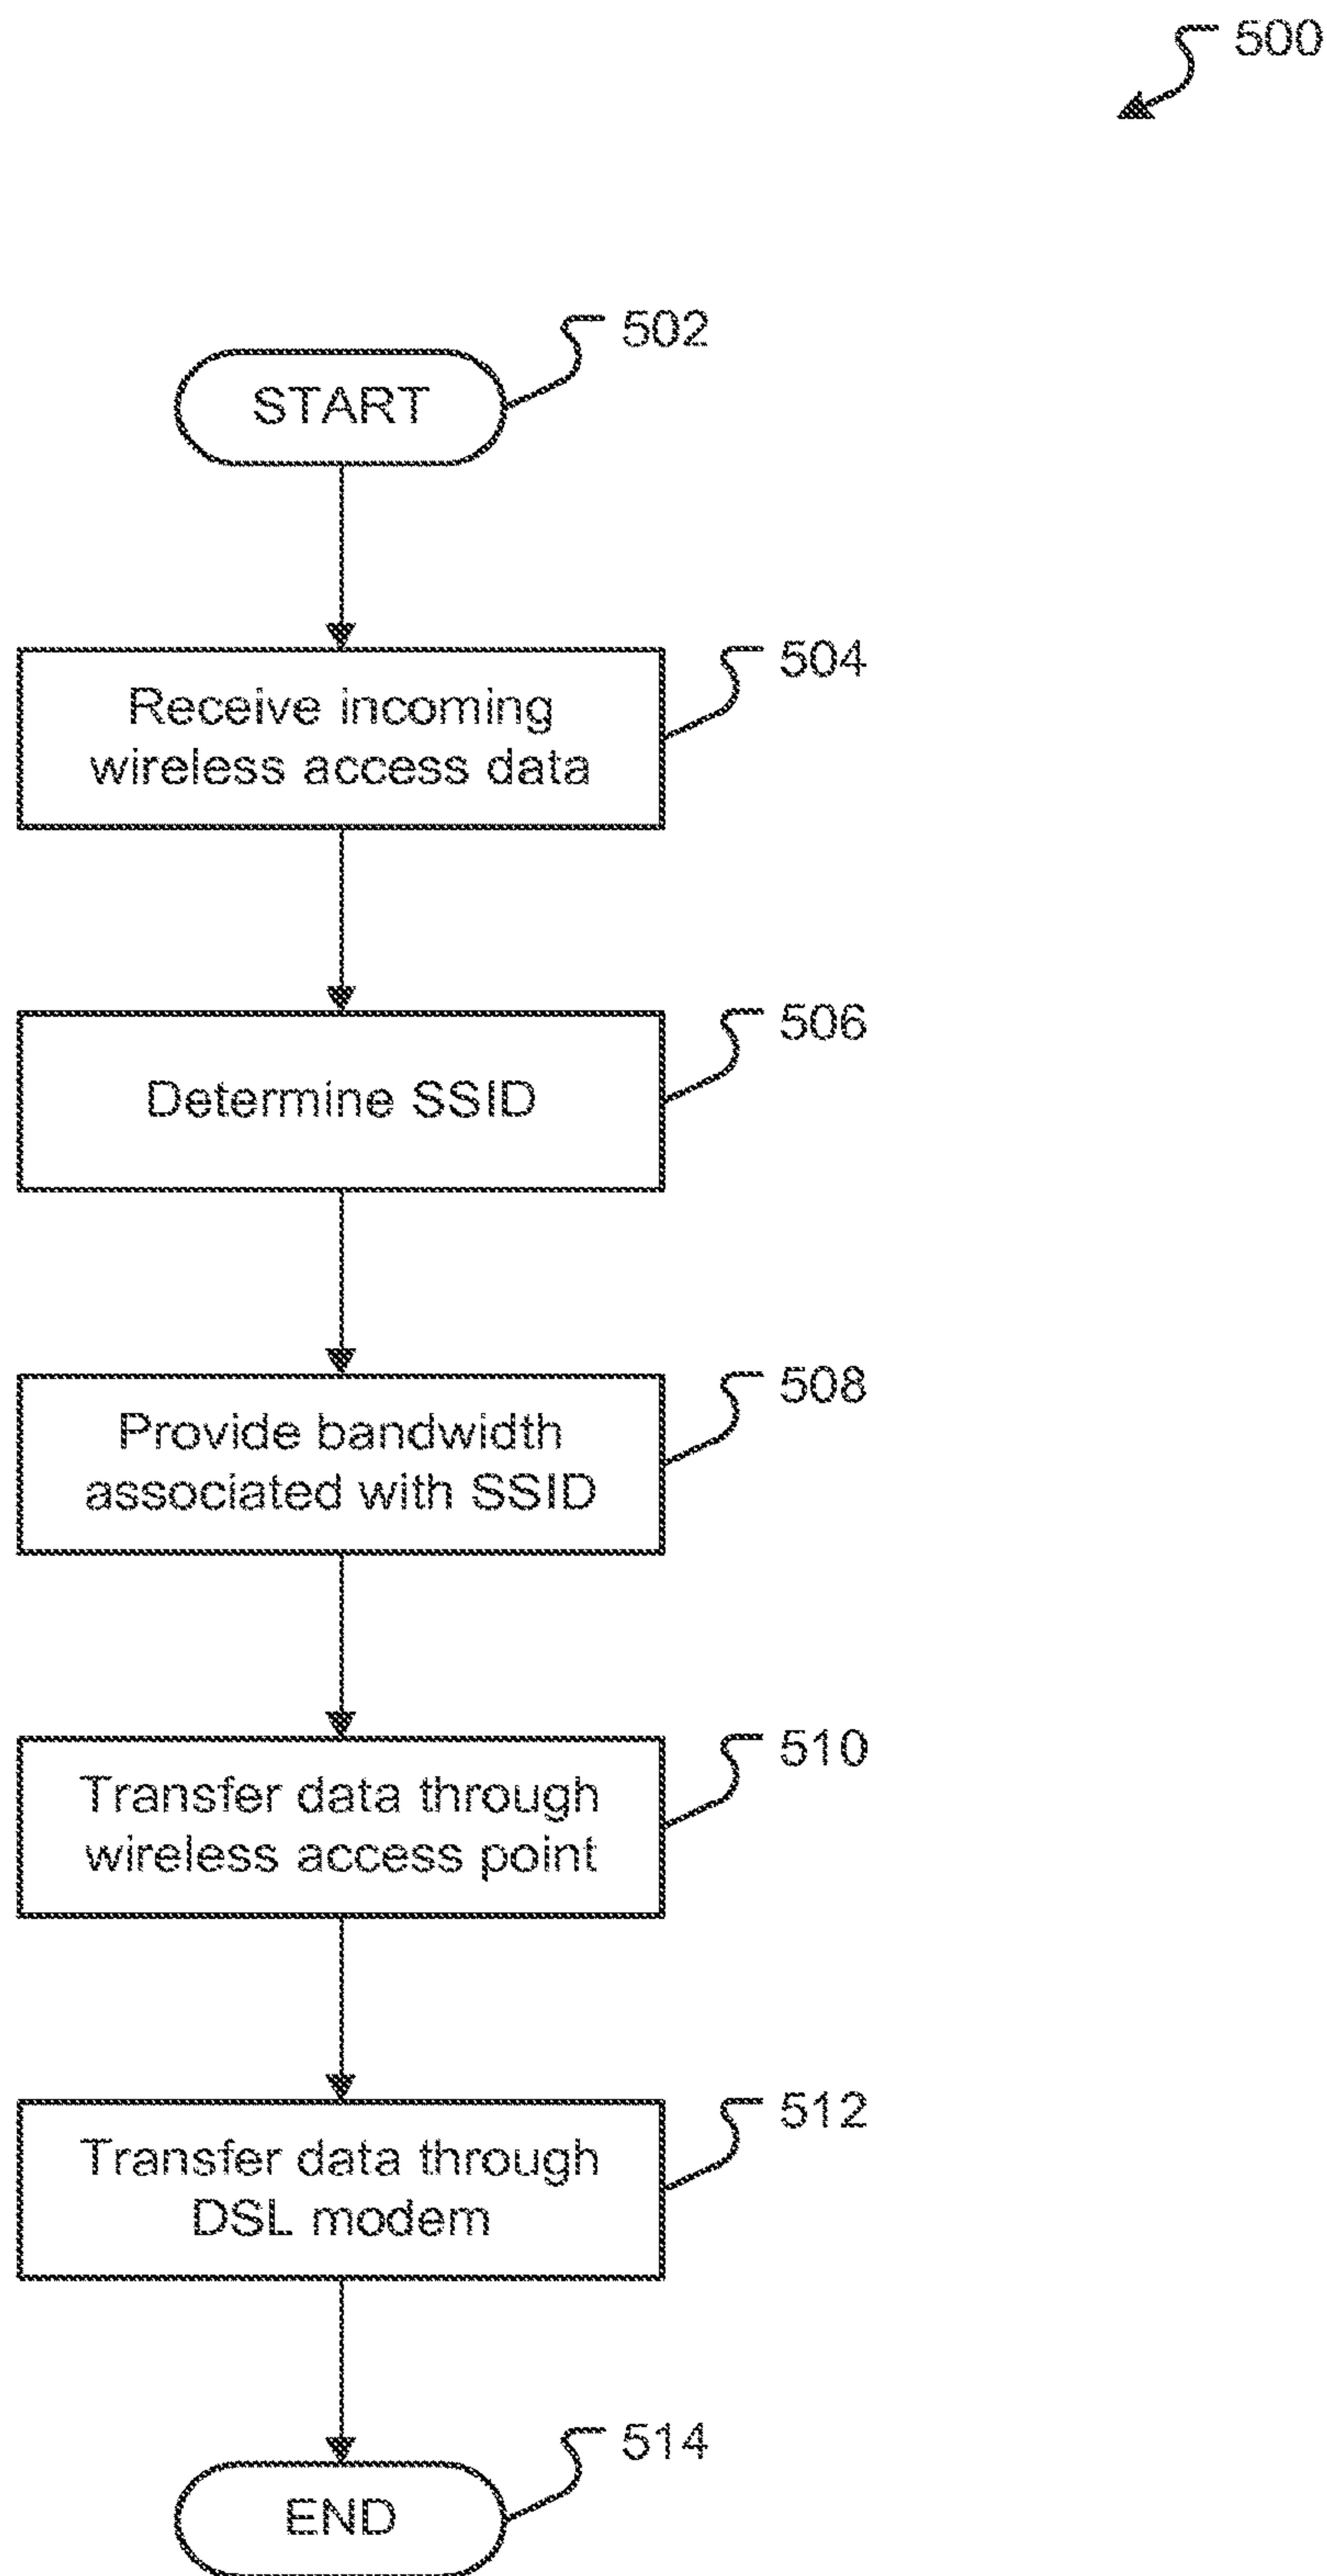 500
502
START
504
Receive incoming
wireless access data
506
Determine SSID
508
Provide bandwidth
associated with SSID
510
Transfer data through
wireless access point
512
Transfer data through
DSL modem
514
END